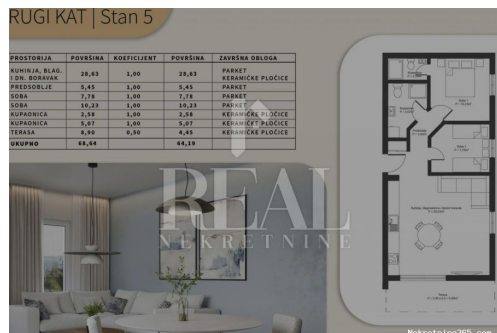 RUGI KAT | Stan 5
PROSTORIJA POVRŠINA KOEFICIJENT POVRŠINA ZAVRŠNA OBLOGA
KUHINJA, BLAG. I DN. BORAVAK 28,63 1,00 28,63 PARKET KERAMIČKE PLOČICE
PREDSOBLJE 5,45 1,00 5,45 PARKET
SOBA 7,78 1,00 7,78 PARKET
SOBA 10,23 1,00 10,23 PARKET
KUPAONICA 2,58 1,00 2,58 KERAMIČKE PLOČICE
KUPAONICA 5,07 1,00 5,07 KERAMIČKE PLOČICE
TERASA 8,90 0,50 4,45 KERAMIČKE PLOČICE
UKUPNO 68,64 64,19
REAL
NEKRETNINE
Nekretnine365.com